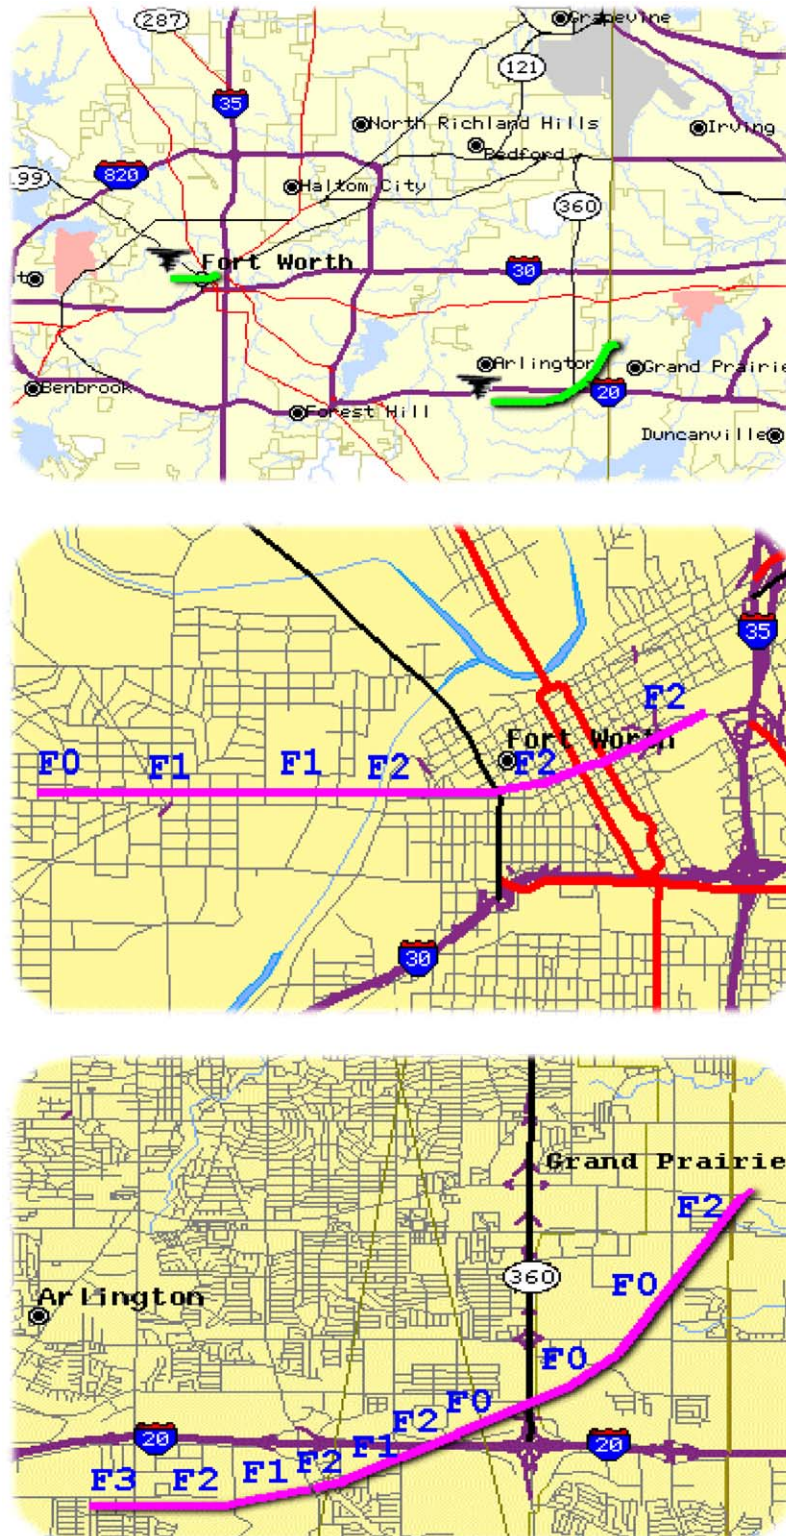 287
Grapevine
121
35
North Richland Hills
Irving
Bedford
820
199
Haltom City
360
Fort Worth
30
t
Arlington
Grand Prairie
Benbrook
20
Forest Hill
Duncanville
35
F2
Fort Worth
F0 F1 F1 F2 F2
30
Grand Prairie
F2
360
F0
Arlington
F0
F0
F2
20
F1
20
F3 F2 F1 F2